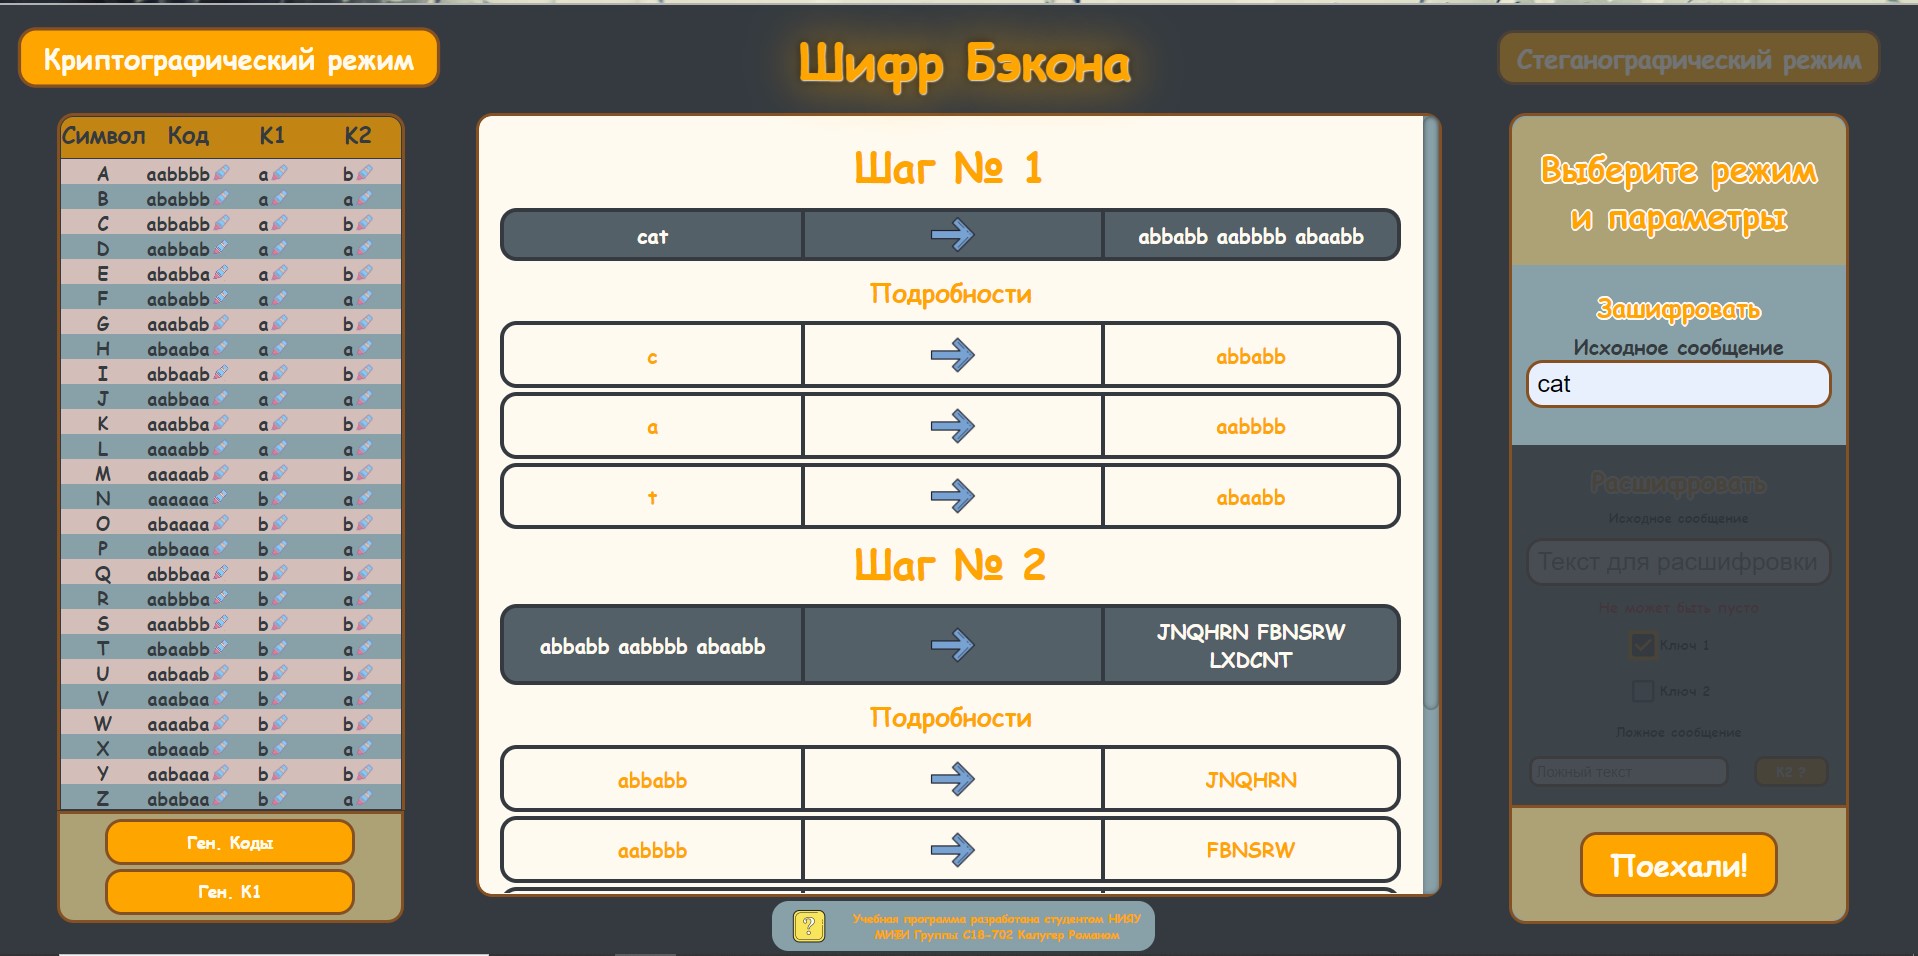 Криптографический режим
Шифр Бэкона
Стеганографический режим
Символ Код K1 K2
A aabbbb a b
B ababbb a a
C abbabb a b
D aabbab a a
E ababba a b
F aababb a a
G aaabab a b
H abaaba a a
I abbaab a b
J aabbaa a a
K aaabba a b
L aaaabb a a
M aaaaab a b
N aaaaaa b a
O abaaaa b b
P abbaaa b a
Q abbbaa b b
R aabbba b a
S aaabbb b b
T abaabb b a
U aabaab b b
V aaabaa b a
W aaaaba b b
X abaaab b a
Y aabaaa b b
Z ababaa b a
Ген. Коды
Ген. K1
Шаг № 1
cat abbabb aabbbb abaabb
Подробности
c abbabb
a aabbbb
t abaabb
Шаг № 2
abbabb aabbbb abaabb JNQHRN FBNSRW
LXDCNT
Подробности
abbabb JNQHRN
aabbbb FBNSRW
Выберите режим
и параметры
Зашифровать
Исходное сообщение
cat
Расшифровать
Исходное сообщение
Текст для расшифровки
Не может быть пусто
Ключ 1
Ключ 2
Ложное сообщение
Ложный текст K2 ?
Поехали!
?
Учебная программа разработана студентом НИЯУ
МИФИ Группы С18-702 Калугер Романом